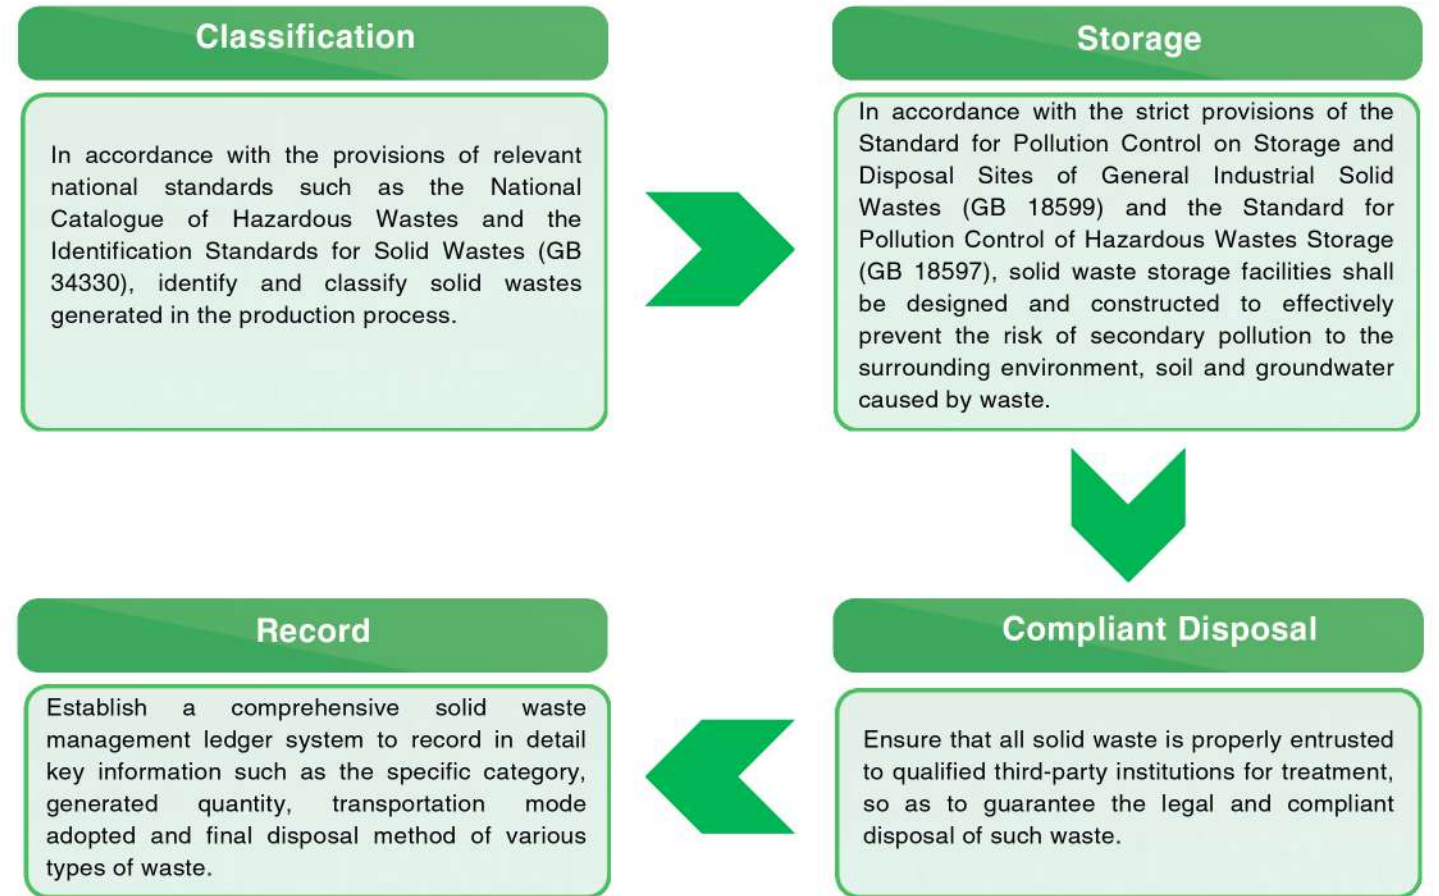 Classification
In accordance with the provisions of relevant
national standards such as the National
Catalogue of Hazardous Wastes and the
Identification Standards for Solid Wastes (GB
34330), identify and classify solid wastes
generated in the production process.
Storage
In accordance with the strict provisions of the
Standard for Pollution Control on Storage and
Disposal Sites of General Industrial Solid
Wastes (GB 18599) and the Standard for
Pollution Control of Hazardous Wastes Storage
(GB 18597), solid waste storage facilities shall
be designed and constructed to effectively
prevent the risk of secondary pollution to the
surrounding environment, soil and groundwater
caused by waste.
Compliant Disposal
Ensure that all solid waste is properly entrusted
to qualified third-party institutions for treatment,
so as to guarantee the legal and compliant
disposal of such waste.
Record
Establish a comprehensive solid waste
management ledger system to record in detail
key information such as the specific category,
generated quantity, transportation mode
adopted and final disposal method of various
types of waste.